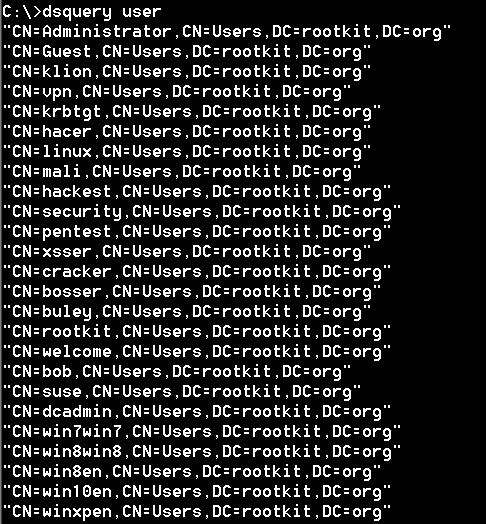 C:\>dsquery user
"CN=Administrator,CN=Users,DC=rootkit,DC=org"
"CN=Guest,CN=Users,DC=rootkit,DC=org"
"CN=klion,CN=Users,DC=rootkit,DC=org"
"CN=vpn,CN=Users,DC=rootkit,DC=org"
"CN=krbtgt,CN=Users,DC=rootkit,DC=org"
"CN=hacer,CN=Users,DC=rootkit,DC=org"
"CN=linux,CN=Users,DC=rootkit,DC=org"
"CN=mali,CN=Users,DC=rootkit,DC=org"
"CN=hackest,CN=Users,DC=rootkit,DC=org"
"CN=security,CN=Users,DC=rootkit,DC=org"
"CN=pentest,CN=Users,DC=rootkit,DC=org"
"CN=xsser,CN=Users,DC=rootkit,DC=org"
"CN=cracker,CN=Users,DC=rootkit,DC=org"
"CN=bosser,CN=Users,DC=rootkit,DC=org"
"CN=buley,CN=Users,DC=rootkit,DC=org"
"CN=rootkit,CN=Users,DC=rootkit,DC=org"
"CN=welcome,CN=Users,DC=rootkit,DC=org"
"CN=bob,CN=Users,DC=rootkit,DC=org"
"CN=suse,CN=Users,DC=rootkit,DC=org"
"CN=dcadmin,CN=Users,DC=rootkit,DC=org"
"CN=win7win7,CN=Users,DC=rootkit,DC=org"
"CN=win8win8,CN=Users,DC=rootkit,DC=org"
"CN=win8en,CN=Users,DC=rootkit,DC=org"
"CN=win10en,CN=Users,DC=rootkit,DC=org"
"CN=winxpen,CN=Users,DC=rootkit,DC=org"